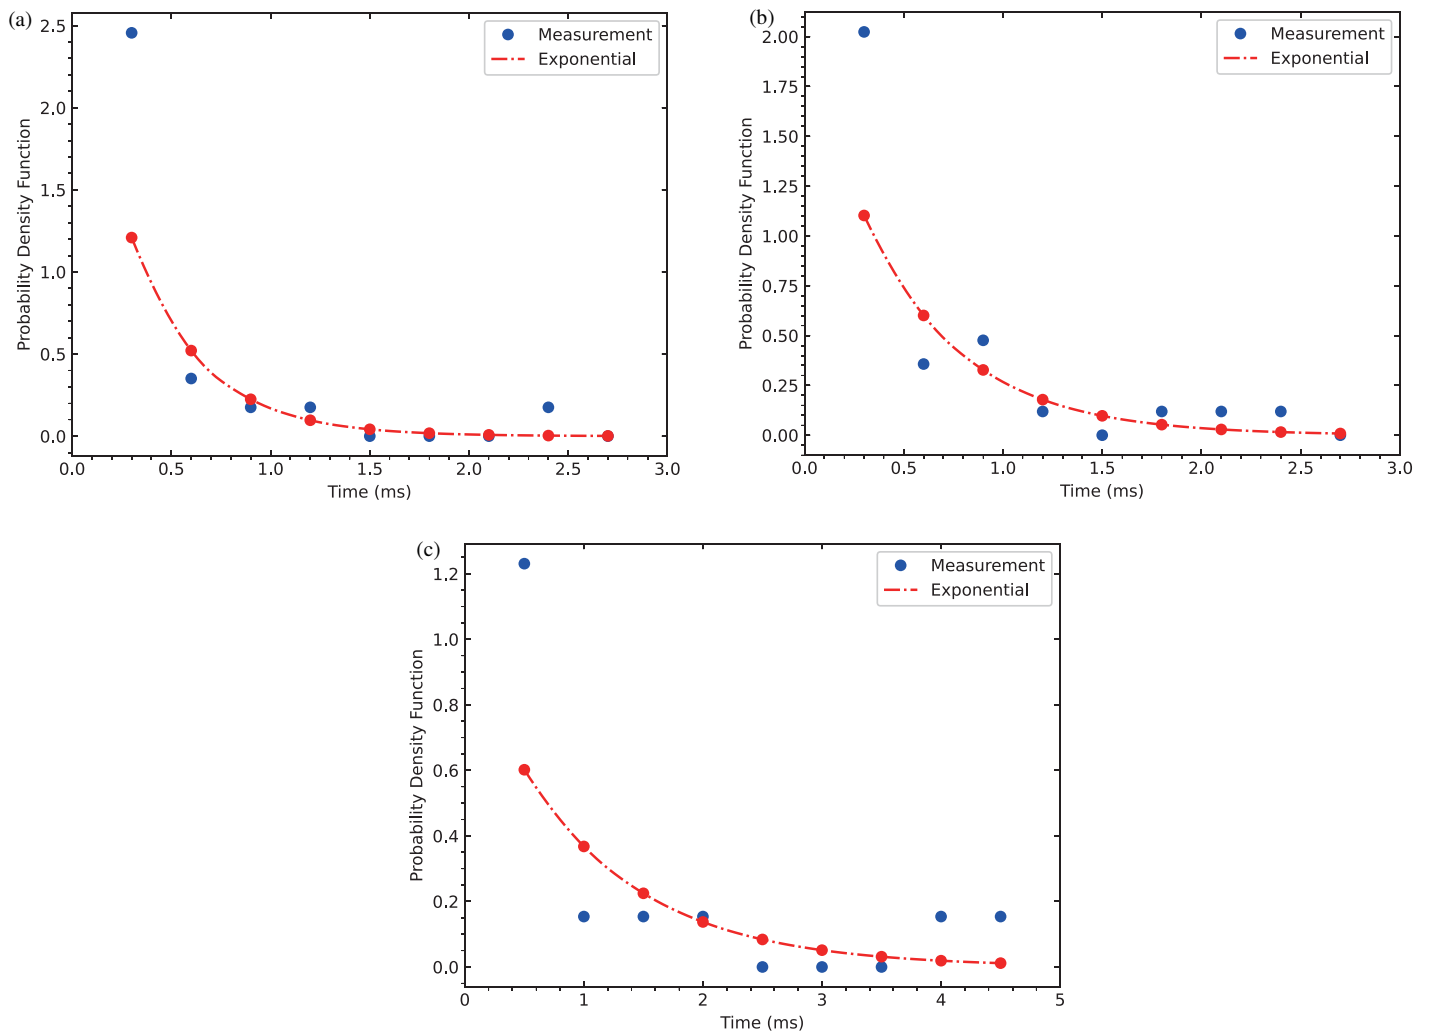 (a)
2.5
2.0
1.5
1.0
0.5
0.0
Probability Density Function
0.0 0.5 1.0 1.5 2.0 2.5 3.0
Time (ms)
Measurement
Exponential
(b)
2.00
1.75
1.50
1.25
1.00
0.75
0.50
0.25
0.00
Probability Density Function
0.0 0.5 1.0 1.5 2.0 2.5 3.0
Time (ms)
Measurement
Exponential
(c)
1.2
1.0
0.8
0.6
0.4
0.2
0.0
Probability Density Function
0 1 2 3 4 5
Time (ms)
Measurement
Exponential